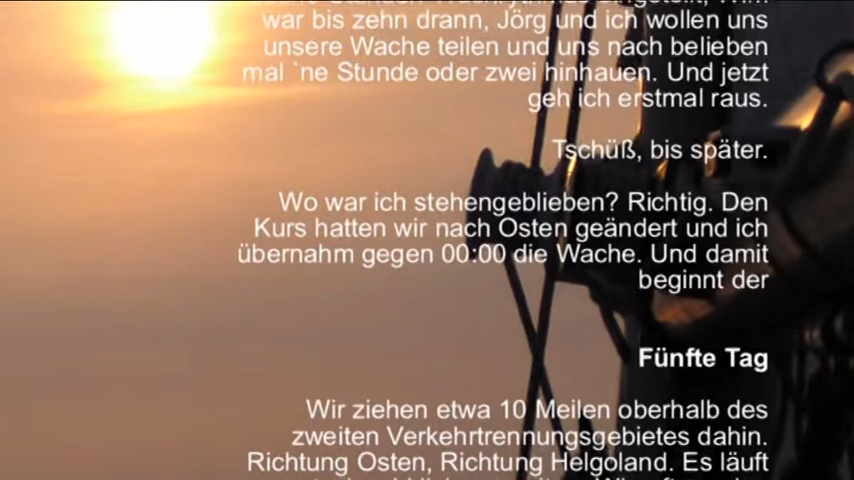 war bis zehn drann, Jörg und ich wollen uns
unsere Wache teilen und uns nach belieben
mal `ne Stunde oder zwei hinhauen. Und jetzt
geh ich erstmal raus.
Tschüß, bis später.
Wo war ich stehengeblieben? Richtig. Den
Kurs hatten wir nach Osten geändert und ich
übernahm gegen 00:00 die Wache. Und damit
beginnt der
Fünfte Tag
Wir ziehen etwa 10 Meilen oberhalb des
zweiten Verkehrtrennungsgebietes dahin.
Richtung Osten, Richtung Helgoland. Es läuft